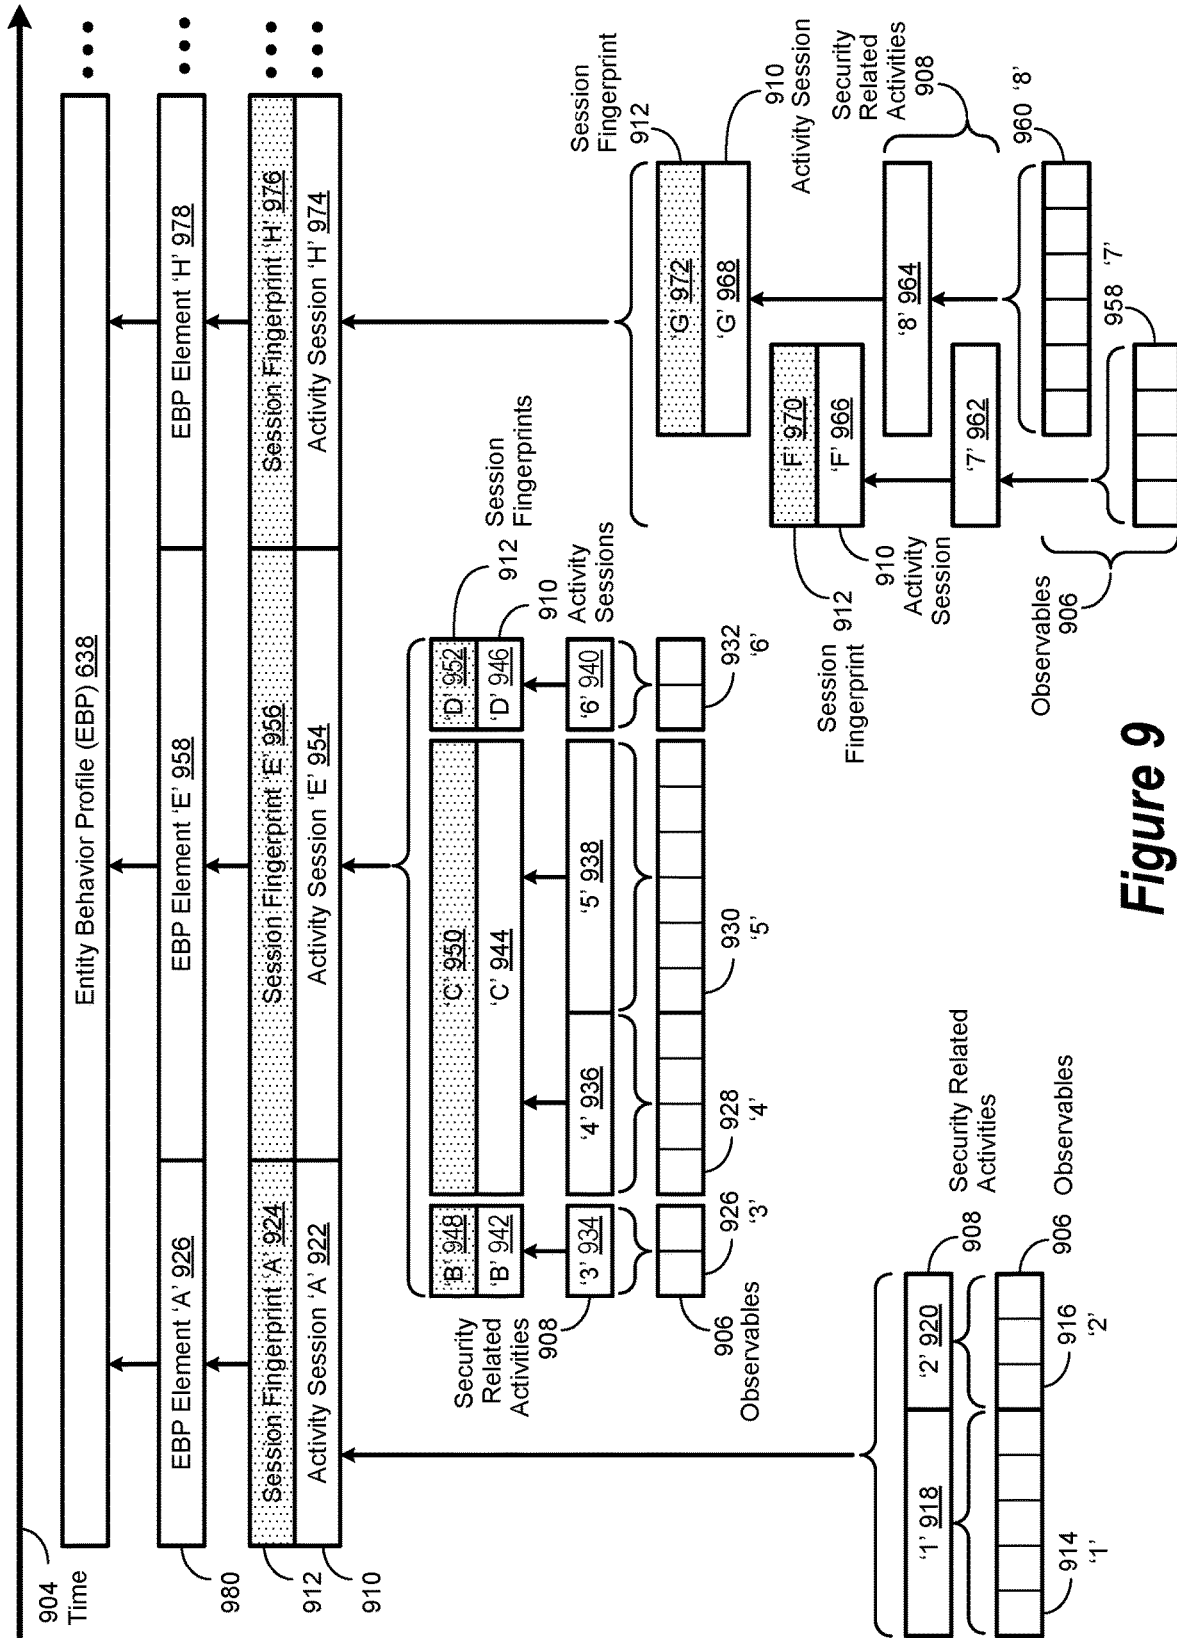 904
Time
Entity Behavior Profile (EBP) 638
EBP Element ‘A’ 926
EBP Element ‘E’ 958
EBP Element ‘H’ 978
980
Session Fingerprint ‘A’ 924
Session Fingerprint ‘E’ 956
Session Fingerprint ‘H’ 976
912
Activity Session ‘A’ 922
Activity Session ‘E’ 954
Activity Session ‘H’ 974
910
‘B’ 948
‘C’ 950
‘D’ 952
912
Session
Fingerprints
‘B’ 942
‘C’ 944
‘D’ 946
910
Activity
Sessions
Security
Related
Activities
908
‘3’ 934
‘4’ 936
‘5’ 938
‘6’ 940
906
Observables
926
‘3’
928
‘4’
930
‘5’
932
‘6’
Session
Fingerprint
912
‘G’ 972
‘G’ 968
910
Activity Session
‘F’ 970
‘F’ 966
912
Session
Fingerprint
910
Activity
Session
Security
Related
Activities
908
‘8’ 964
‘7’ 962
960 ‘8’
958 ‘7’
Observables
906
‘1’ 918
‘2’ 920
908
Security Related
Activities
906 Observables
914
‘1’
916
‘2’
Figure 9